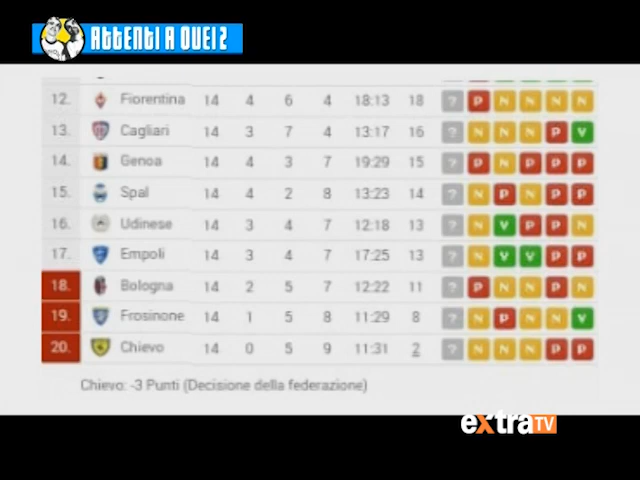 ATTENTI A QUEI 2
12. Fiorentina 14 4 6 4 18:13 18 ? P N N N N
13. Cagliari 14 3 7 4 13:17 16 ? N N N P V
14. Genoa 14 4 3 7 19:29 15 ? P N P P P
15. Spal 14 4 2 8 13:23 14 ? N P N P P
16. Udinese 14 3 4 7 12:18 13 ? N V P P N
17. Empoli 14 3 4 7 17:25 13 ? N V V P P
18. Bologna 14 2 5 7 12:22 11 ? P N N P N
19. Frosinone 14 1 5 8 11:29 8 ? N P N N V
20. Chievo 14 0 5 9 11:31 2 ? N N N P P
Chievo: -3 Punti (Decisione della federazione)
extra TV